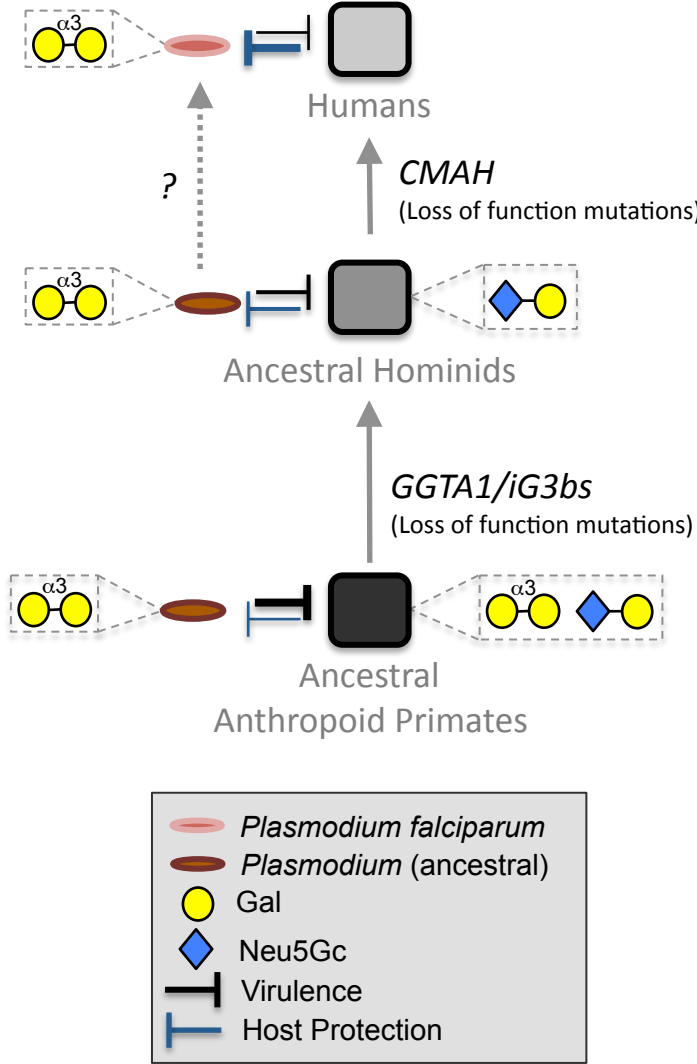 α3
Humans
CMAH
(Loss of function mutations)
?
α3
Ancestral Hominids
GGTA1/iG3bs
(Loss of function mutations)
α3
α3
Ancestral
Anthropoid Primates
Plasmodium falciparum
Plasmodium (ancestral)
Gal
Neu5Gc
Virulence
Host Protection